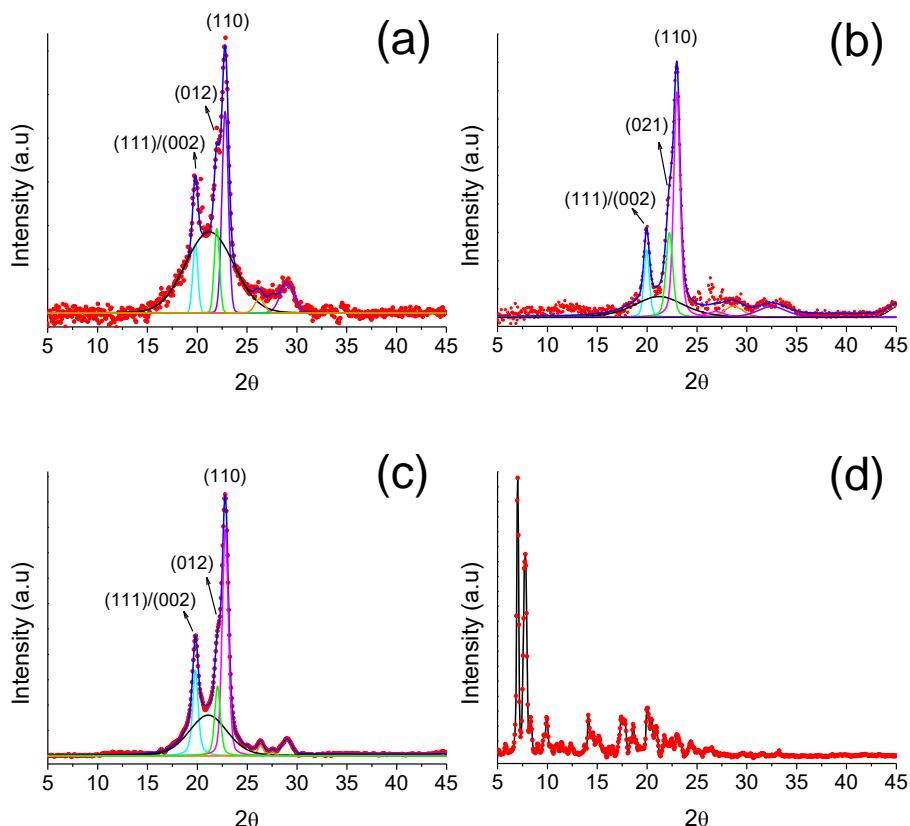 (a)
(110)
(012)
(111)/(002)
Intensity (a.u)
5 10 15 20 25 30 35 40 45
2θ
(b)
(110)
(021)
(111)/(002)
Intensity (a.u)
5 10 15 20 25 30 35 40 45
2θ
(c)
(110)
(012)
(111)/(002)
Intensity (a.u)
5 10 15 20 25 30 35 40 45
2θ
(d)
Intensity (a.u)
5 10 15 20 25 30 35 40 45
2θ